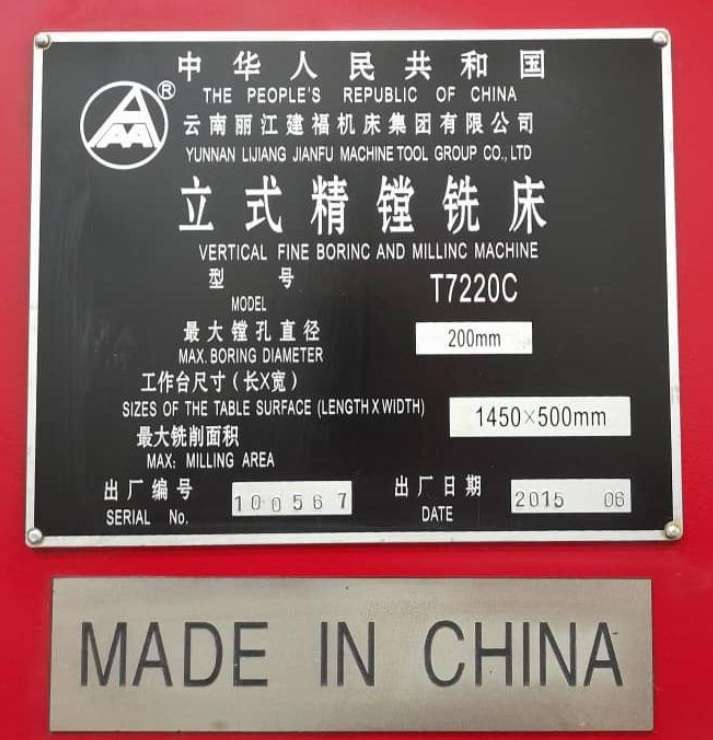 中华人民共和国
THE PEOPLE'S REPUBLIC OF CHINA
®
云南丽江建福机床集团有限公司
YUNNAN LIJIANG JIANFU MACHINE TOOL GROUP CO., LTD
立式精镗铣床
VERTICAL FINE BORINC AND MILLINC MACHINE
型号 T7220C
MODEL
最大镗孔直径 200mm
MAX. BORING DIAMETER
工作台尺寸（长X宽）
SIZES OF THE TABLE SURFACE (LENGTH X WIDTH) 1450×500mm
最大铣削面积
MAX: MILLING AREA
出厂编号 100567 出厂日期 2015 06
SERIAL No. DATE
MADE IN CHINA